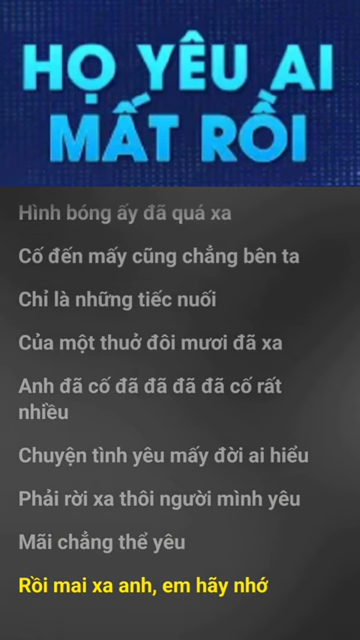 HỌ YÊU AI
MẤT RỒI
Hình bóng ấy đã quá xa
Cố đến mấy cũng chẳng bên ta
Chỉ là những tiếc nuối
Của một thuở đôi mươi đã xa
Anh đã cố đã đã đã đã cố rất
nhiều
Chuyện tình yêu mấy đời ai hiểu
Phải rời xa thôi người mình yêu
Mãi chẳng thể yêu
Rồi mai xa anh, em hãy nhớ